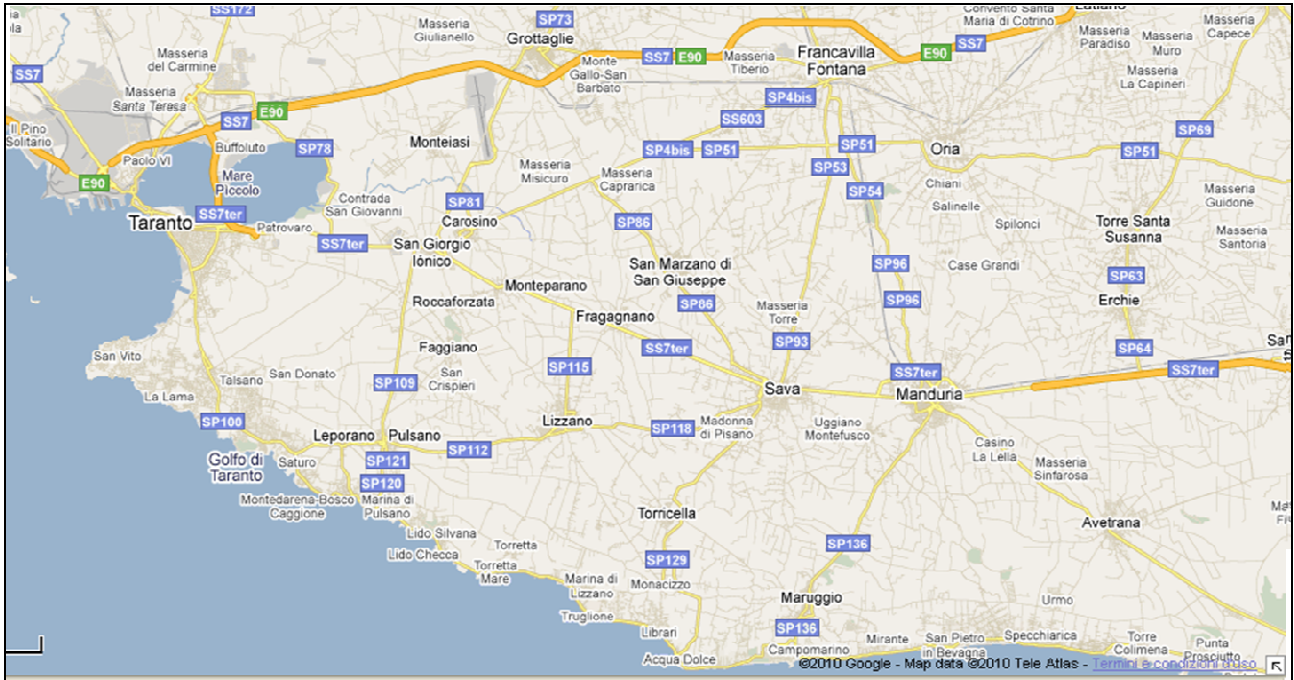 SS172
SP73
Convento Santa
Maria di Cotrino
Latiano
Masseria
Giulianello
Grottaglie
Francavilla
Fontana
SS7
E90
Masseria
Tiberio
E90
SS7
Masseria
Paradiso
Masseria
Muro
Masseria
Capece
Masseria
del Carmine
Monte
Gallo-San
Barbato
Masseria
La Capineri
SS7
Masseria
Santa Teresa
E90
SP4bis
SS603
SS7
Il Pino
Solitario
Monteiasi
SP69
Paolo VI
Buffoluto
SP78
SP4bis
SP51
SP51
Oria
SP51
E90
Mare
Piccolo
Masseria
Misicuro
Masseria
Caprarica
SP53
SP54
Chiani
Masseria
Guidone
Contrada
San Giovanni
SP81
Salinelle
Taranto
SS7ter
Patrovaro
Carosino
SP86
Spilonci
Torre Santa
Susanna
Masseria
Santoria
SS7ter
San Giorgio
Iónico
San Marzano di
San Giuseppe
SP96
Case Grandi
SP63
Monteparano
Roccaforzata
SP86
SP96
Erchie
Fragagnano
Masseria
Torre
San Vito
Faggiano
SS7ter
SP93
SP64
Talsano
San Donato
San
Crispieri
SP109
SP115
SS7ter
SS7ter
La Lama
Sava
Manduria
SP100
Leporano
Pulsano
Lizzano
SP118
Madonna
di Pisano
Uggiano
Montefusco
SP112
Casino
La Lella
Golfo di
Taranto
Saturo
SP121
SP120
Masseria
Sinfarosa
Montedarena-Bosco
Caggione
Marina di
Pulsano
Torricella
Avetrana
Lido Silvana
Lido Checca
Torretta
SP129
SP136
Torretta
Mare
Marina di
Lizzano
Monacizzo
Maruggio
Urmo
Truglione
Librari
SP136
Mirante
San Pietro
in Bevagna
Specchiarica
Torre
Colimena
Punta
Prosciutto
Acqua Dolce
Campomarino
©2010 Google - Map data ©2010 Tele Atlas - Termini e condizioni d'uso